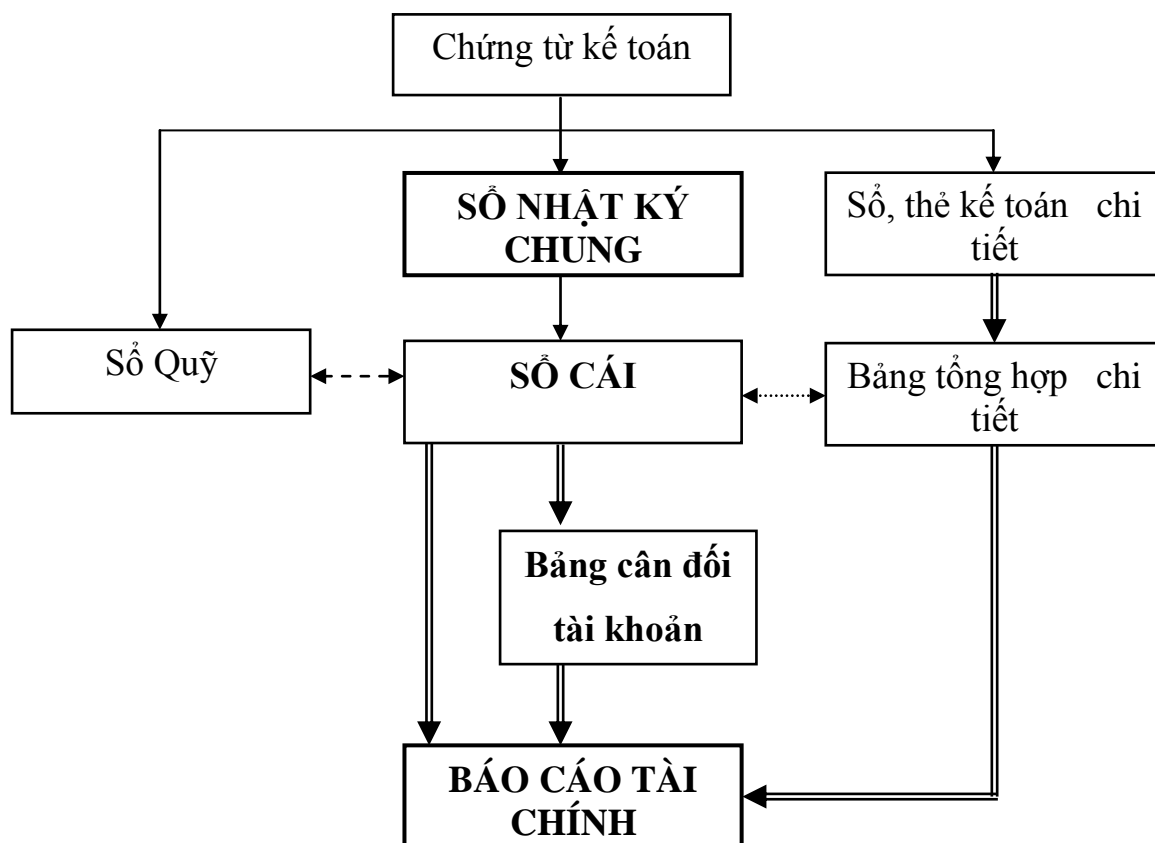 Chứng từ kế toán
SỔ NHẬT KÝ
CHUNG
Sổ, thẻ kế toán chi
tiết
Sổ Quỹ
SỔ CÁI
Bảng tổng hợp chi
tiết
Bảng cân đối
tài khoản
BÁO CÁO TÀI
CHÍNH